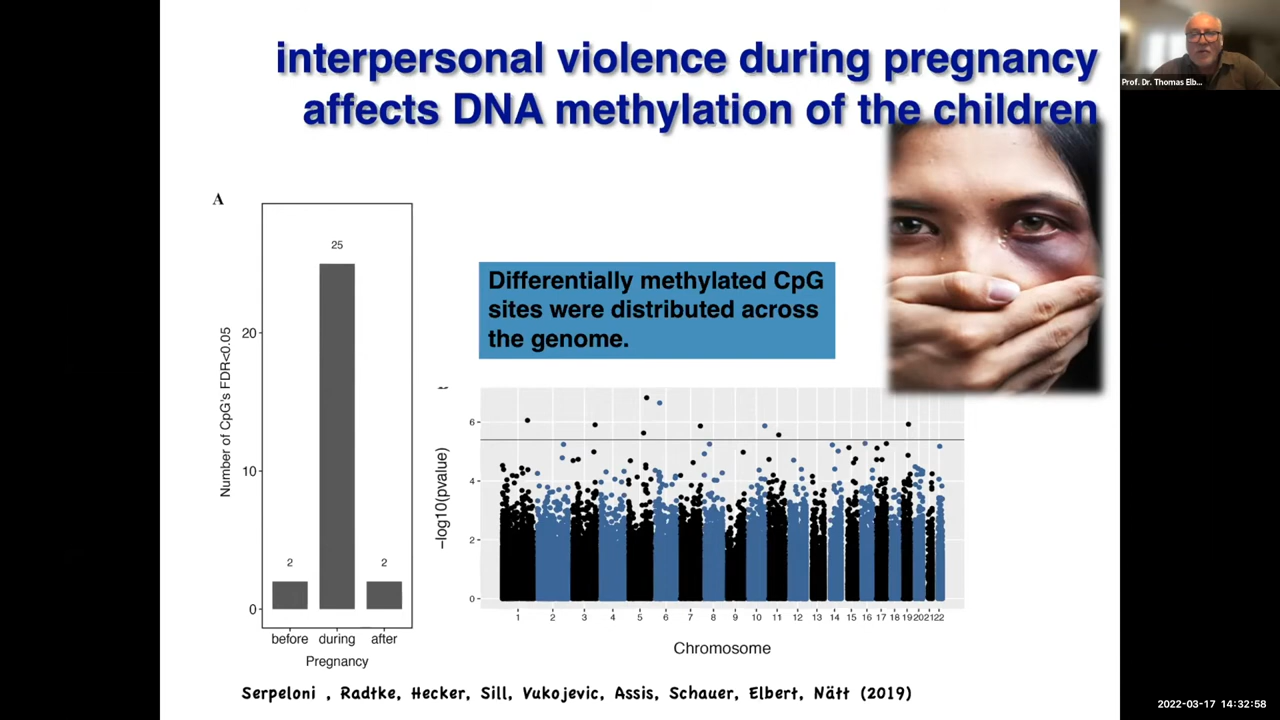 interpersonal violence during pregnancy
affects DNA methylation of the children
Prof. Dr. Thomas Elb...
A
25
2
2
20
10
0
Number of CpG's FDR<0.05
before during after
Pregnancy
Differentially methylated CpG
sites were distributed across
the genome.
6
4
2
0
−log10(pvalue)
1 2 3 4 5 6 7 8 9 10 11 12 13 14 15 16 17 18 19202122
Chromosome
Serpeloni , Radtke, Hecker, Sill, Vukojevic, Assis, Schauer, Elbert, Nätt (2019)
2022-03-17 14:32:58